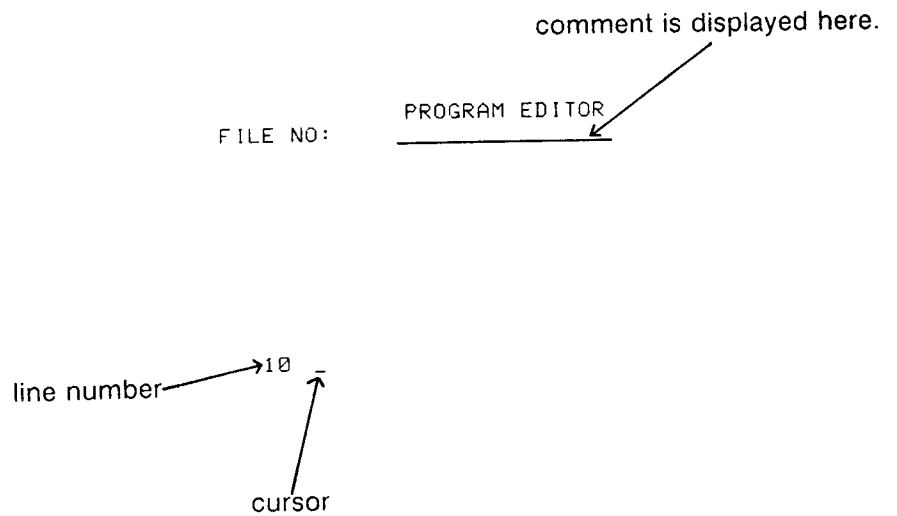 comment is displayed here.
PROGRAM EDITOR
FILE NO:
10 _
line number
cursor